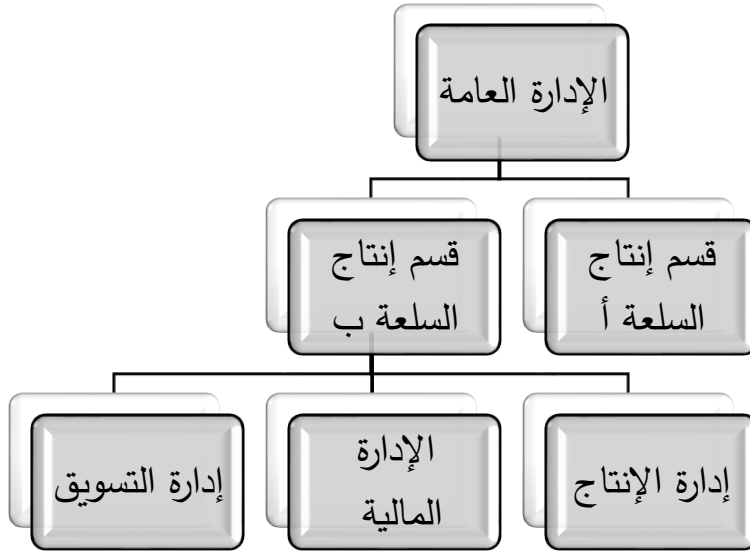 الإدارة العامة
قسم إنتاج
السلعة أ
قسم إنتاج
السلعة ب
إدارة الإنتاج
الإدارة
المالية
إدارة التسويق